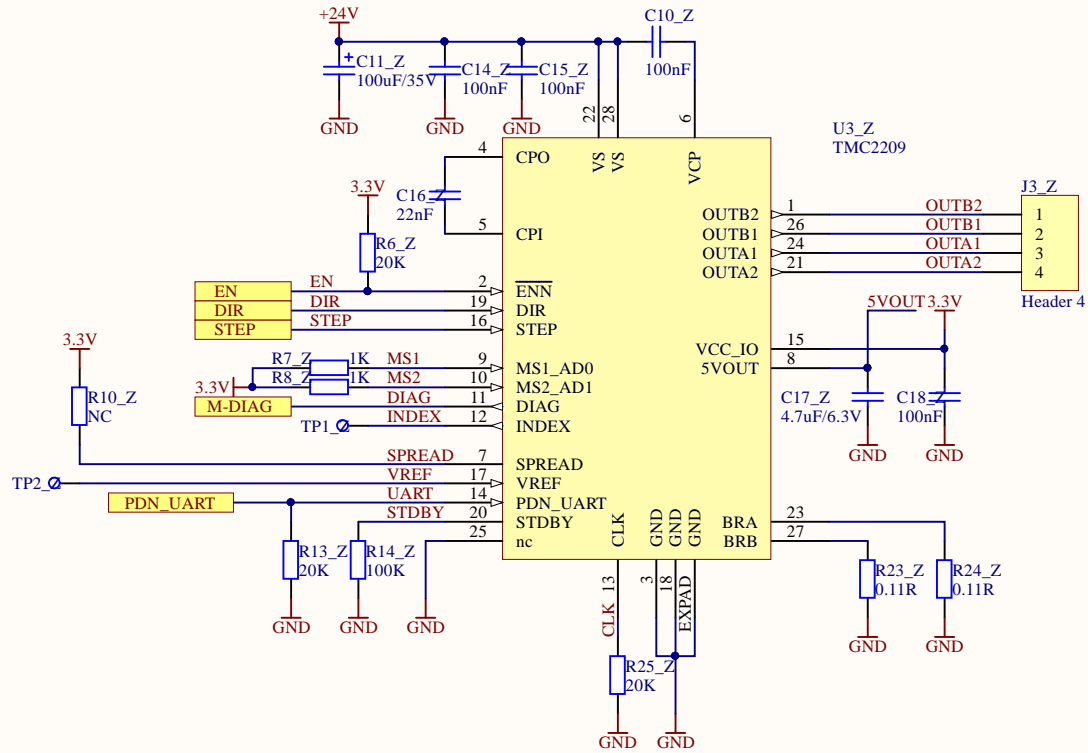 +24V
C10_Z
100nF
C11_Z
100uF/35V
C14_Z
100nF
C15_Z
100nF
GND
GND
GND
22
28
6
VS
VS
VCP
U3_Z
TMC2209
4
CPO
C16_Z
22nF
5
CPI
3.3V
R6_Z
20K
OUTB2
1
OUTB2
OUTB1
26
OUTB1
OUTA1
24
OUTA1
OUTA2
21
OUTA2
J3_Z
1
2
3
4
Header 4
EN
EN
2
ENN
DIR
DIR
19
DIR
STEP
STEP
16
STEP
5VOUT
3.3V
VCC_IO
15
5VOUT
8
C17_Z
4.7uF/6.3V
C18_Z
100nF
GND
GND
3.3V
R10_Z
NC
R7_Z
1K
MS1
9
MS1_AD0
3.3V
R8_Z
1K
MS2
10
MS2_AD1
M-DIAG
DIAG
11
DIAG
TP1_Z
INDEX
12
INDEX
SPREAD
7
SPREAD
TP2_Z
VREF
17
VREF
PDN_UART
UART
14
PDN_UART
STDBY
20
STDBY
25
nc
R13_Z
20K
R14_Z
100K
GND
GND
GND
CLK
GND
GND
GND
CLK
13
3
18
EXPAD
R25_Z
20K
GND
GND
BRA
23
BRB
27
R23_Z
0.11R
R24_Z
0.11R
GND
GND